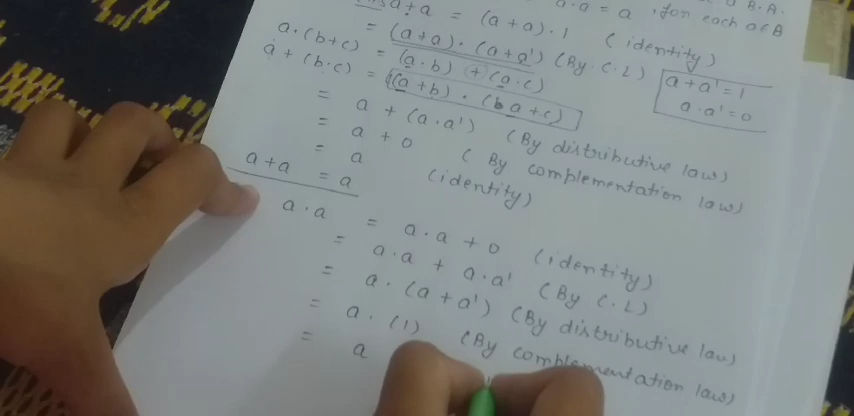 B.A.
a · a = a , for each a ∈ B
a + a = (a+a) · 1 (identity)
= (a+a) · (a+a') (By C.L)
a + a' = 1
a · a' = 0
a · (b+c) = (a·b) + (a·c)
a + (b·c) = (a+b) · (ba+c)
= a + (a·a') (By distributive law)
= a + 0 (By complementation law)
= a (identity)
a + a = a
a · a = a · a + 0 (identity)
= a · a + a · a' (By C.L)
= a · (a + a') (By distributive law)
= a · (1) (By complementation law)
= a